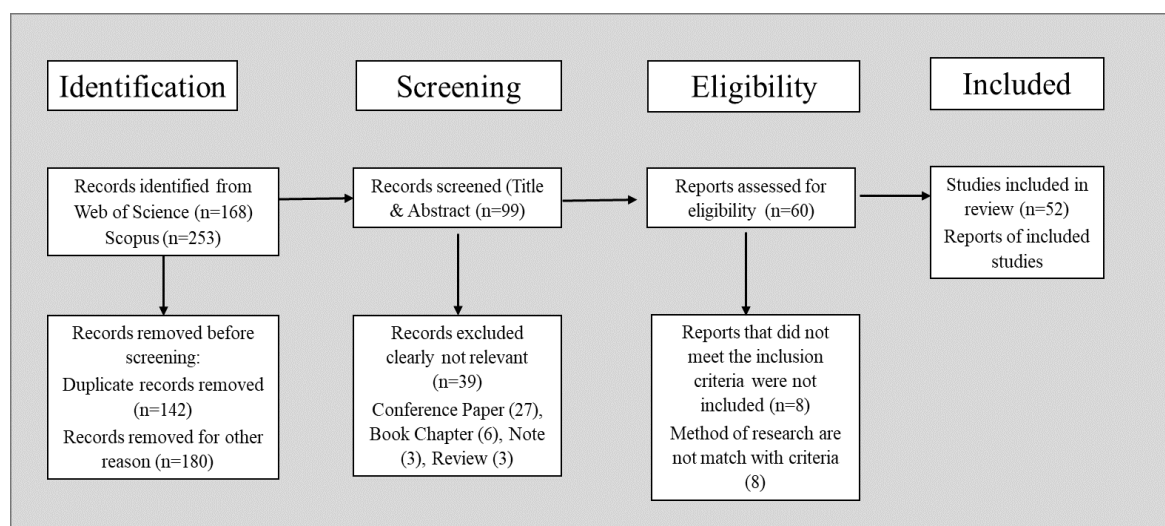 Identification
Screening
Eligibility
Included
Records identified from
Web of Science (n=168)
Scopus (n=253)
Records screened (Title
& Abstract (n=99)
Reports assessed for
eligibility (n=60)
Studies included in
review (n=52)
Reports of included
studies
Records removed before
screening:
Duplicate records removed
(n=142)
Records removed for other
reason (n=180)
Records excluded
clearly not relevant
(n=39)
Conference Paper (27),
Book Chapter (6), Note
(3), Review (3)
Reports that did not
meet the inclusion
criteria were not
included (n=8)
Method of research are
not match with criteria
(8)